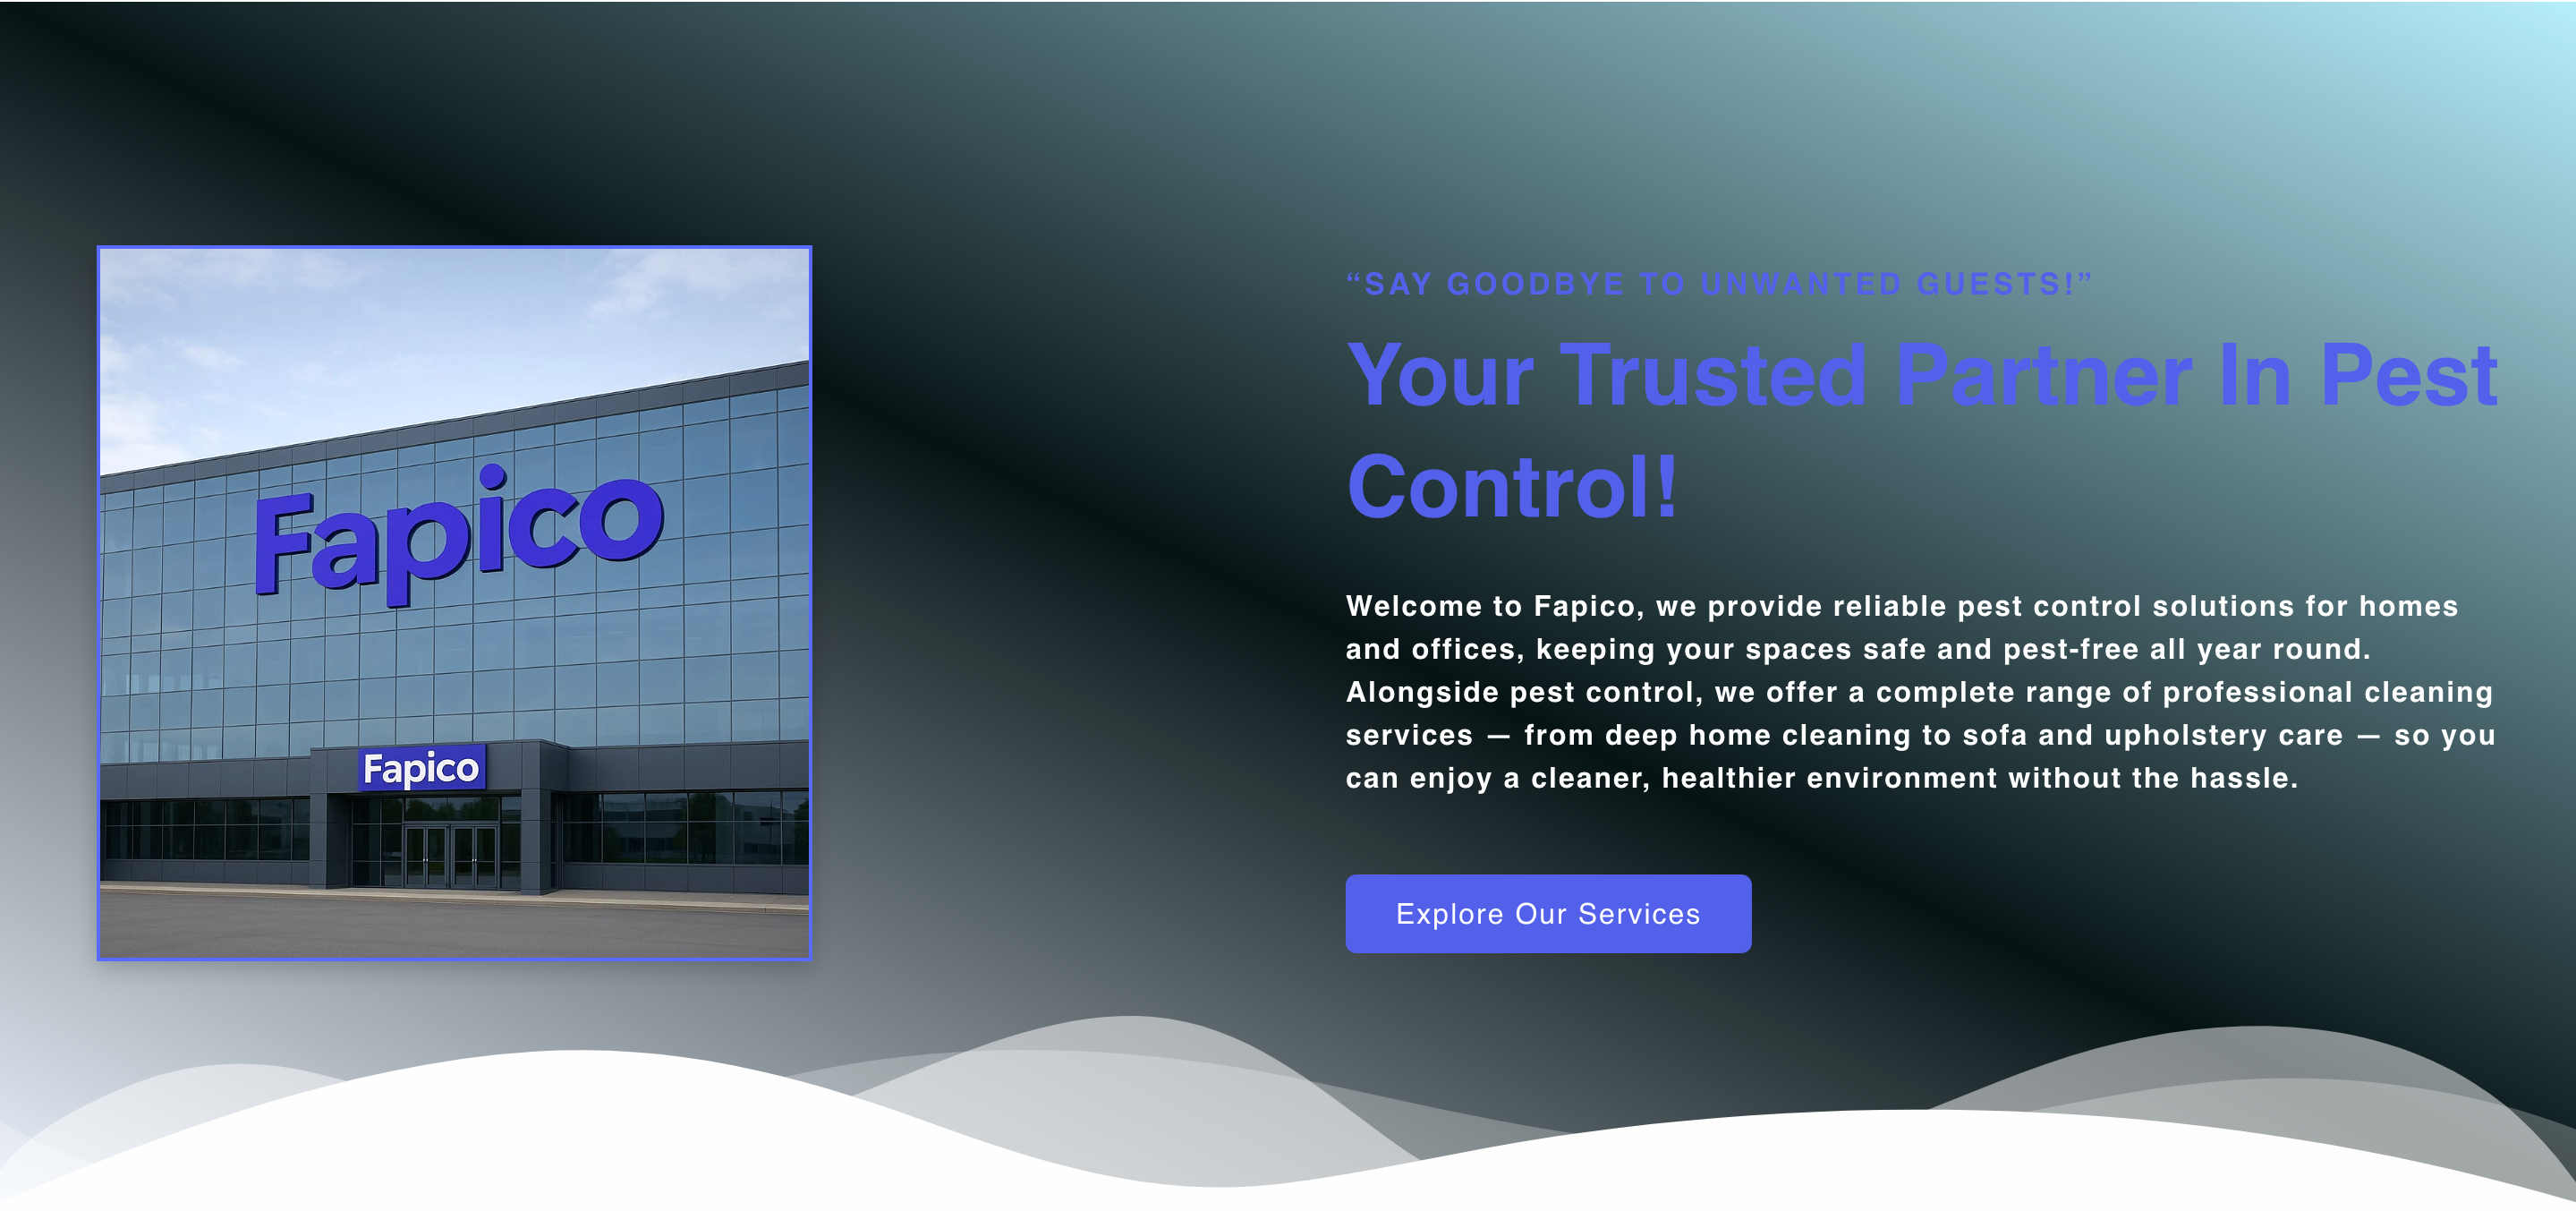 Fapico
Fapico
“SAY GOODBYE TO UNWANTED GUESTS!”
Your Trusted Partner In Pest
Control!
Welcome to Fapico, we provide reliable pest control solutions for homes
and offices, keeping your spaces safe and pest-free all year round.
Alongside pest control, we offer a complete range of professional cleaning
services — from deep home cleaning to sofa and upholstery care — so you
can enjoy a cleaner, healthier environment without the hassle.
Explore Our Services